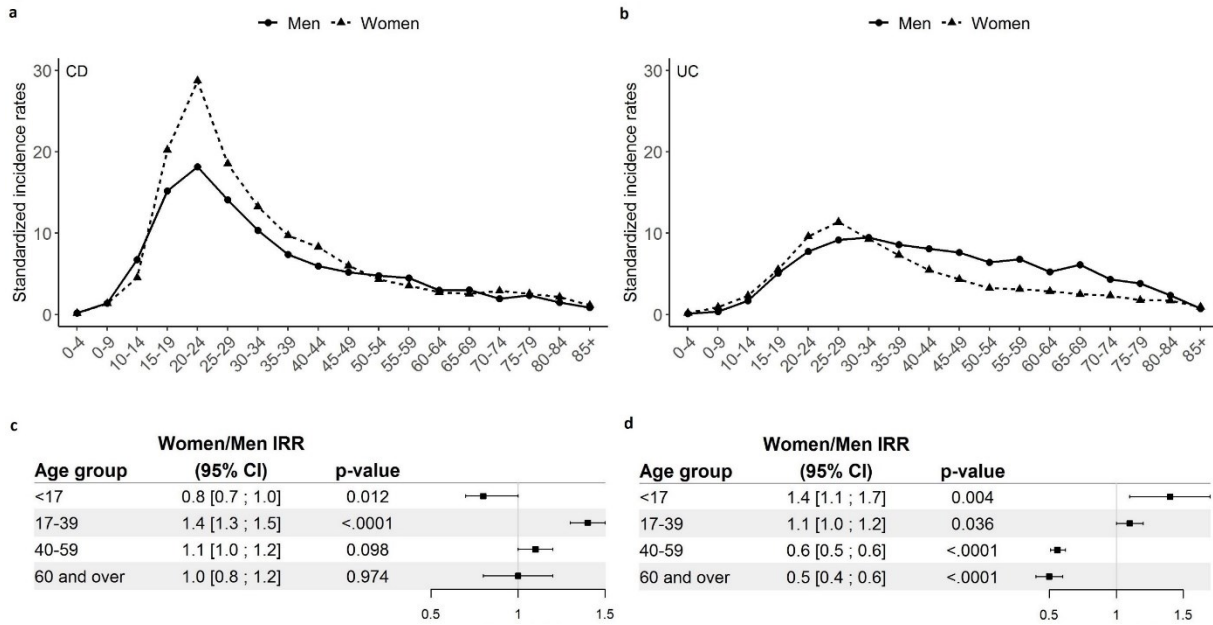 a
Men Women
CD
Standardized incidence rates
30
20
10
0
0-4 0-9 10-14 15-19 20-24 25-29 30-34 35-39 40-44 45-49 50-54 55-59 60-64 65-69 70-74 75-79 80-84 85+
b
Men Women
UC
Standardized incidence rates
30
20
10
0
0-4 0-9 10-14 15-19 20-24 25-29 30-34 35-39 40-44 45-49 50-54 55-59 60-64 65-69 70-74 75-79 80-84 85+
c
Women/Men IRR
Age group (95% CI) p-value
<17 0.8 [0.7 ; 1.0] 0.012
17-39 1.4 [1.3 ; 1.5] <.0001
40-59 1.1 [1.0 ; 1.2] 0.098
60 and over 1.0 [0.8 ; 1.2] 0.974
0.5 1 1.5
d
Women/Men IRR
Age group (95% CI) p-value
<17 1.4 [1.1 ; 1.7] 0.004
17-39 1.1 [1.0 ; 1.2] 0.036
40-59 0.6 [0.5 ; 0.6] <.0001
60 and over 0.5 [0.4 ; 0.6] <.0001
0.5 1 1.5